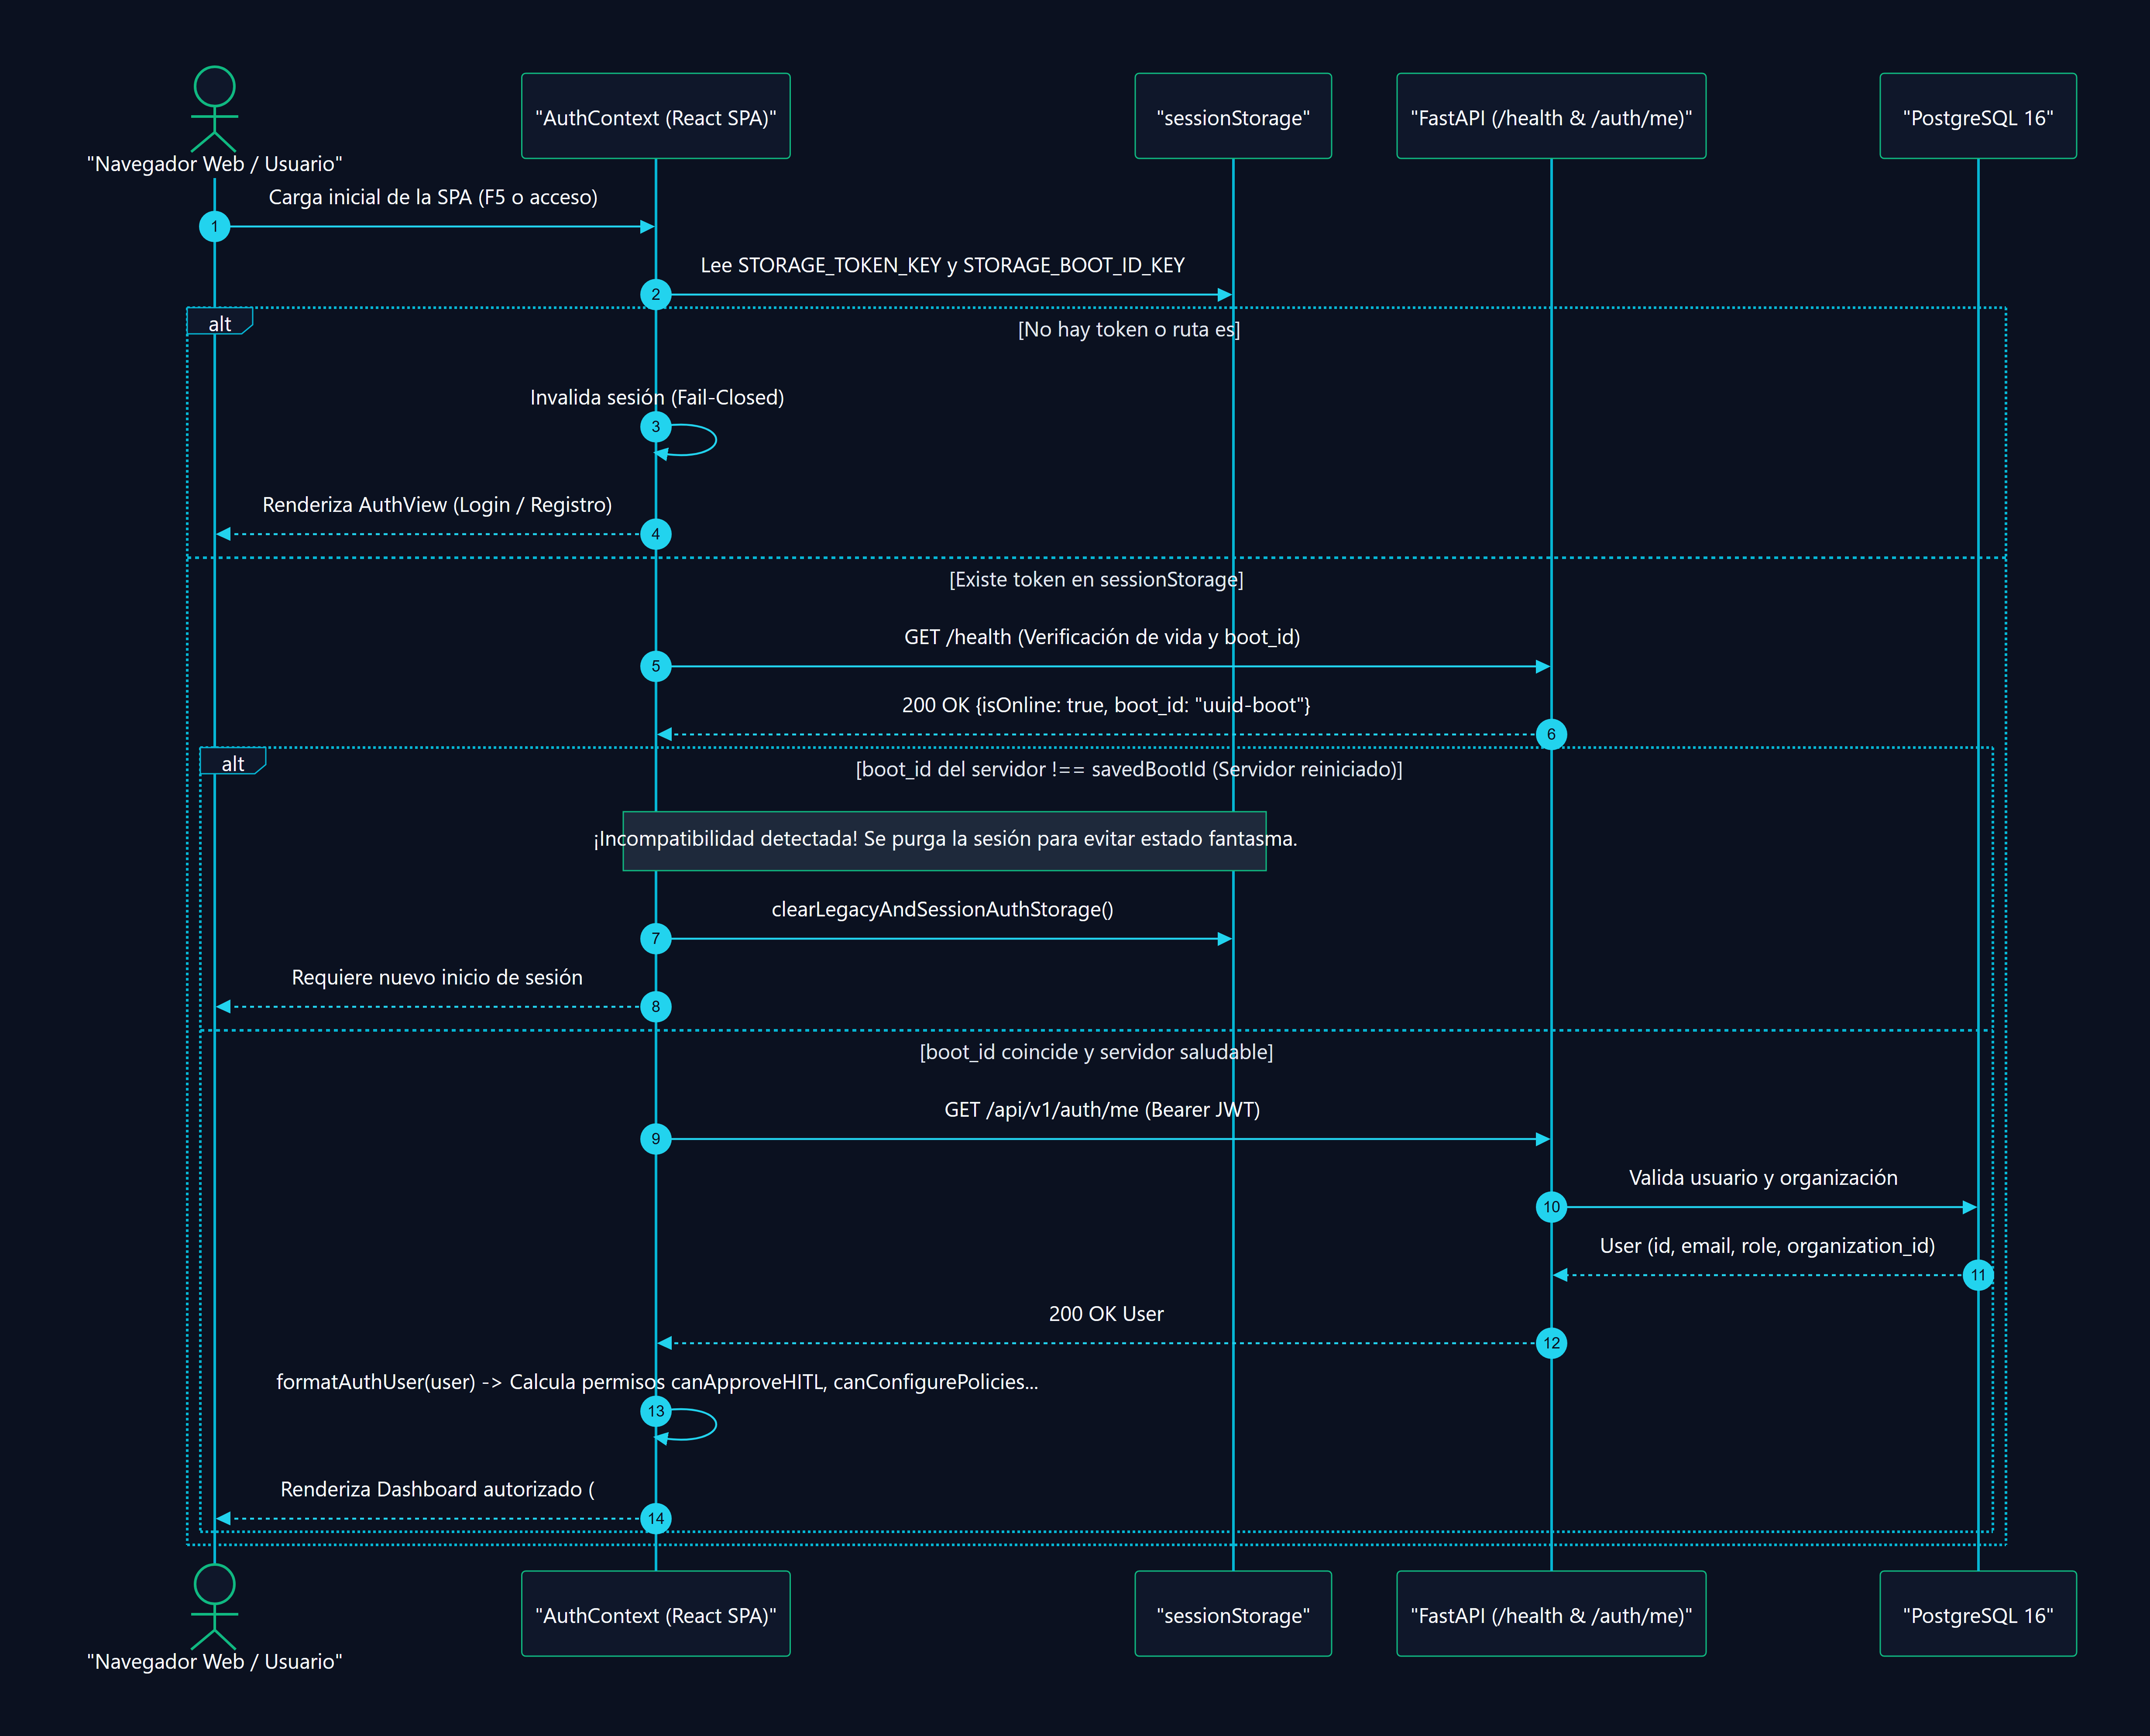 "Navegador Web / Usuario"
"AuthContext (React SPA)"
"sessionStorage"
"FastAPI (/health & /auth/me)"
"PostgreSQL 16"
Carga inicial de la SPA (F5 o acceso)
1
Lee STORAGE_TOKEN_KEY y STORAGE_BOOT_ID_KEY
2
alt
[No hay token o ruta es]
Invalida sesión (Fail-Closed)
3
Renderiza AuthView (Login / Registro)
4
[Existe token en sessionStorage]
GET /health (Verificación de vida y boot_id)
5
200 OK {isOnline: true, boot_id: "uuid-boot"}
6
alt
[boot_id del servidor !== savedBootId (Servidor reiniciado)]
¡Incompatibilidad detectada! Se purga la sesión para evitar estado fantasma.
clearLegacyAndSessionAuthStorage()
7
Requiere nuevo inicio de sesión
8
[boot_id coincide y servidor saludable]
GET /api/v1/auth/me (Bearer JWT)
9
Valida usuario y organización
10
User (id, email, role, organization_id)
11
200 OK User
12
formatAuthUser(user) -> Calcula permisos canApproveHITL, canConfigurePolicies...
13
Renderiza Dashboard autorizado (
14
"Navegador Web / Usuario"
"AuthContext (React SPA)"
"sessionStorage"
"FastAPI (/health & /auth/me)"
"PostgreSQL 16"